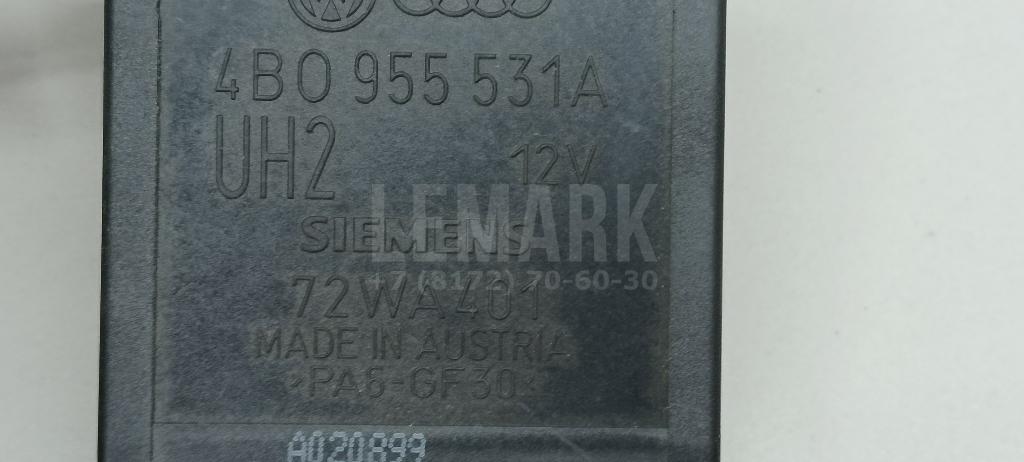 4B0 955 531A
UH2 12V
LEMARK
SIEMENS
+7 (8172) 70-60-30
72WA401
MADE IN AUSTRIA
>PA6-GF30<
A020899